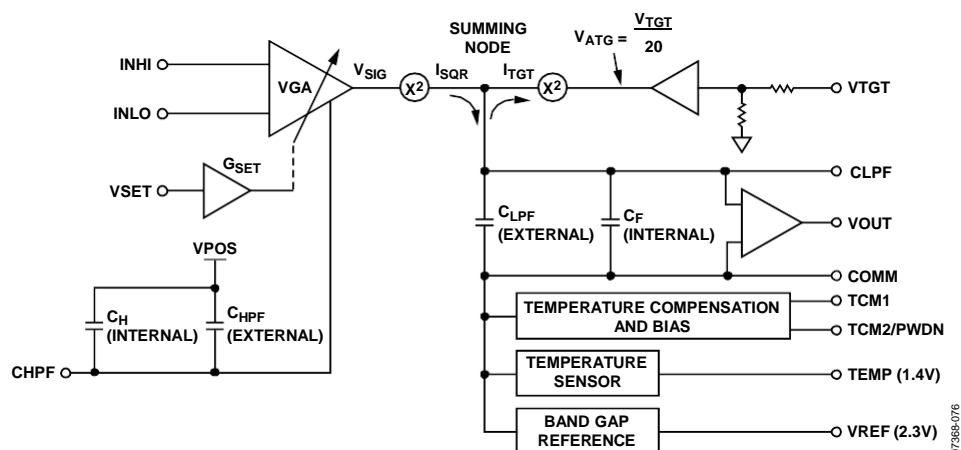 SUMMING
NODE
V_ATG = V_TGT
20
INHI
VGA
V_SIG
X²
I_SQR
I_TGT
X²
VTGT
INLO
G_SET
VSET
CLPF
C_LPF
(EXTERNAL)
C_F
(INTERNAL)
VOUT
VPOS
COMM
C_H
(INTERNAL)
C_HPF
(EXTERNAL)
TEMPERATURE COMPENSATION
AND BIAS
TCM1
TCM2/PWDN
CHPF
TEMPERATURE
SENSOR
TEMP (1.4V)
BAND GAP
REFERENCE
VREF (2.3V)
07368-076